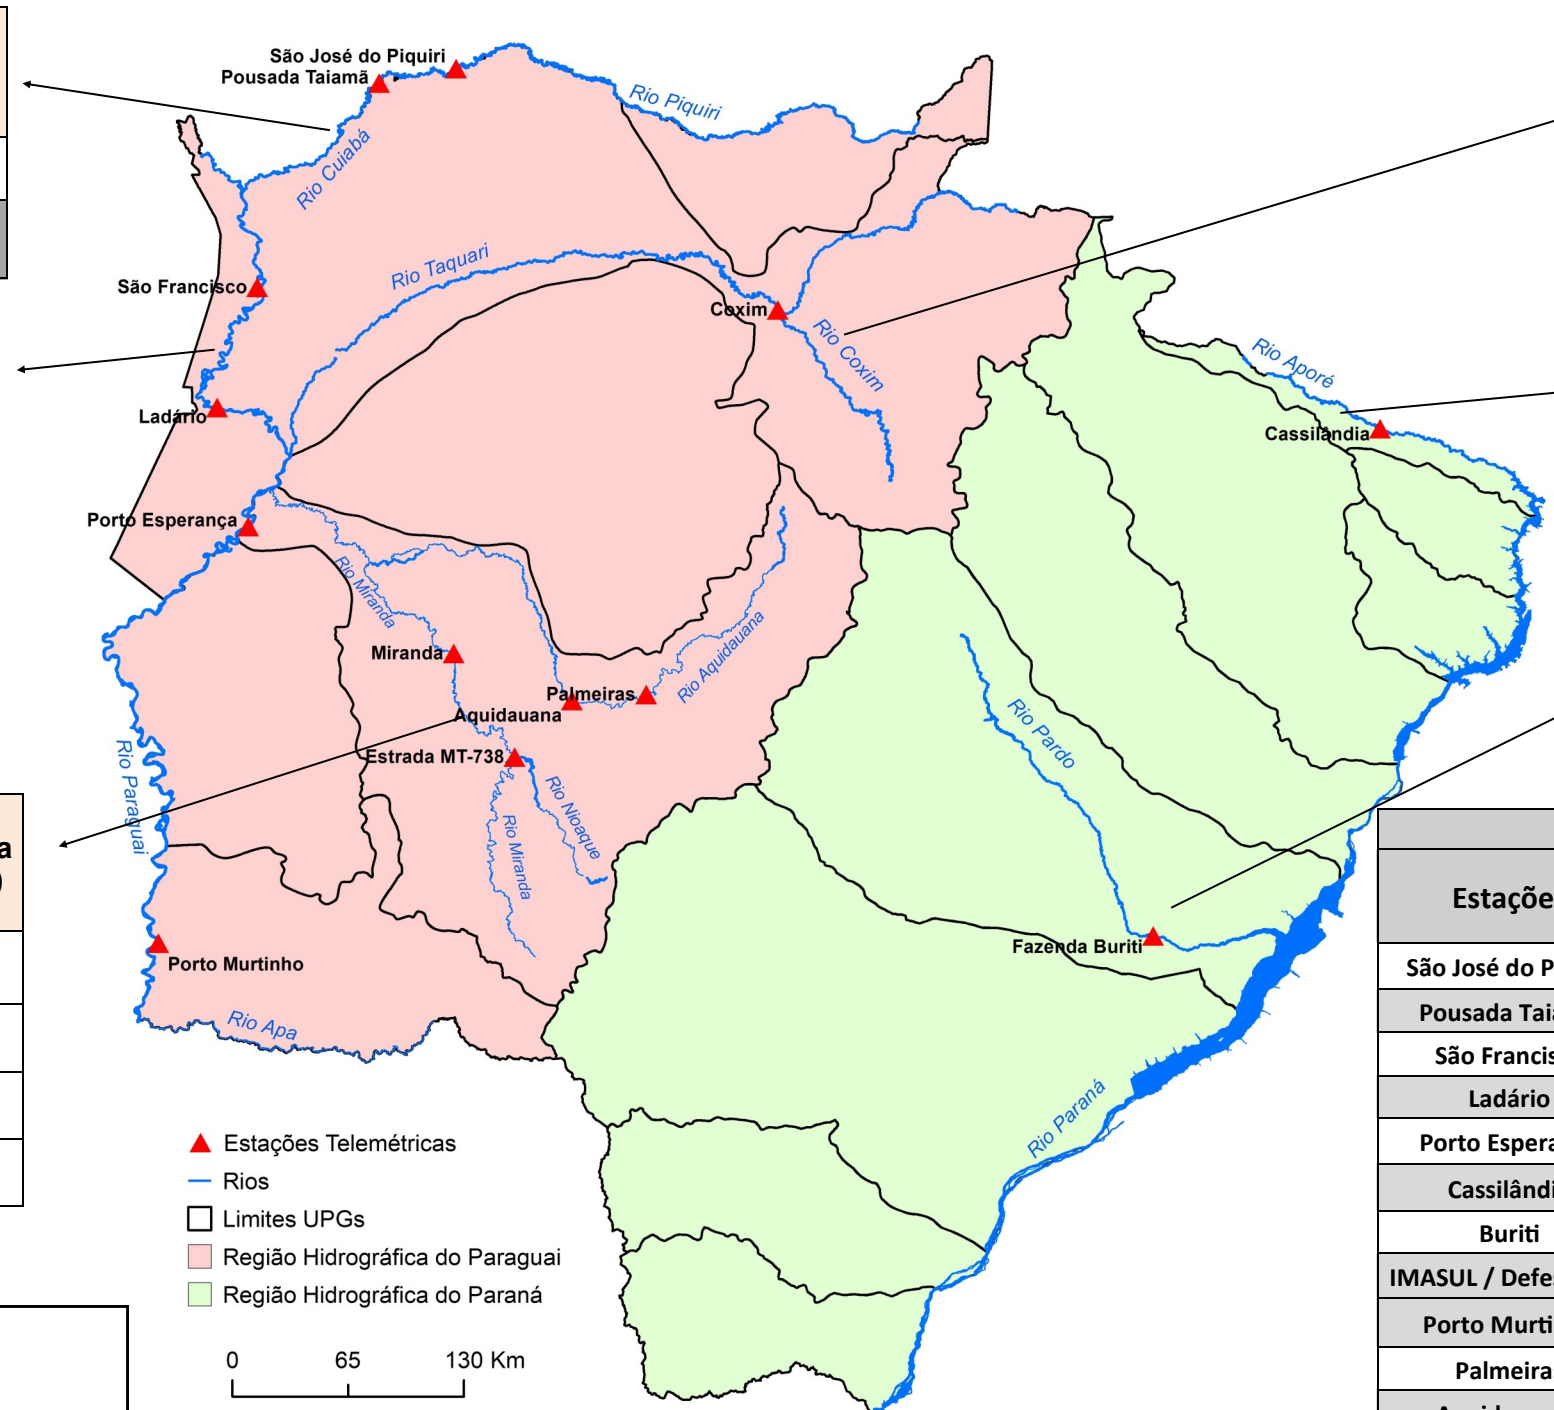 São José do Piquiri
Pousada Taiamã
Rio Piquiri
Rio Cuiabá
Rio Taquari
São Francisco
Coxim
Rio Coxim
Rio Aporé
Ladário
Cassilândia
Porto Esperança
Rio Miranda
Miranda
Rio Aquidauana
Palmeiras
Aquidauana
Rio Pardo
Estrada MT-738
Rio Paraguai
Rio Nioaque
Rio Miranda
a
)
Estaçõe
Fazenda Buriti
Porto Murtinho
São José do P
Pousada Tai
Rio Apa
São Francis
Ladário
Rio Paraná
Porto Espera
Cassilândi
Buriti
IMASUL / Defe
Porto Murti
Palmeira
Estações Telemétricas
Rios
Limites UPGs
Região Hidrográfica do Paraguai
Região Hidrográfica do Paraná
0 65 130 Km